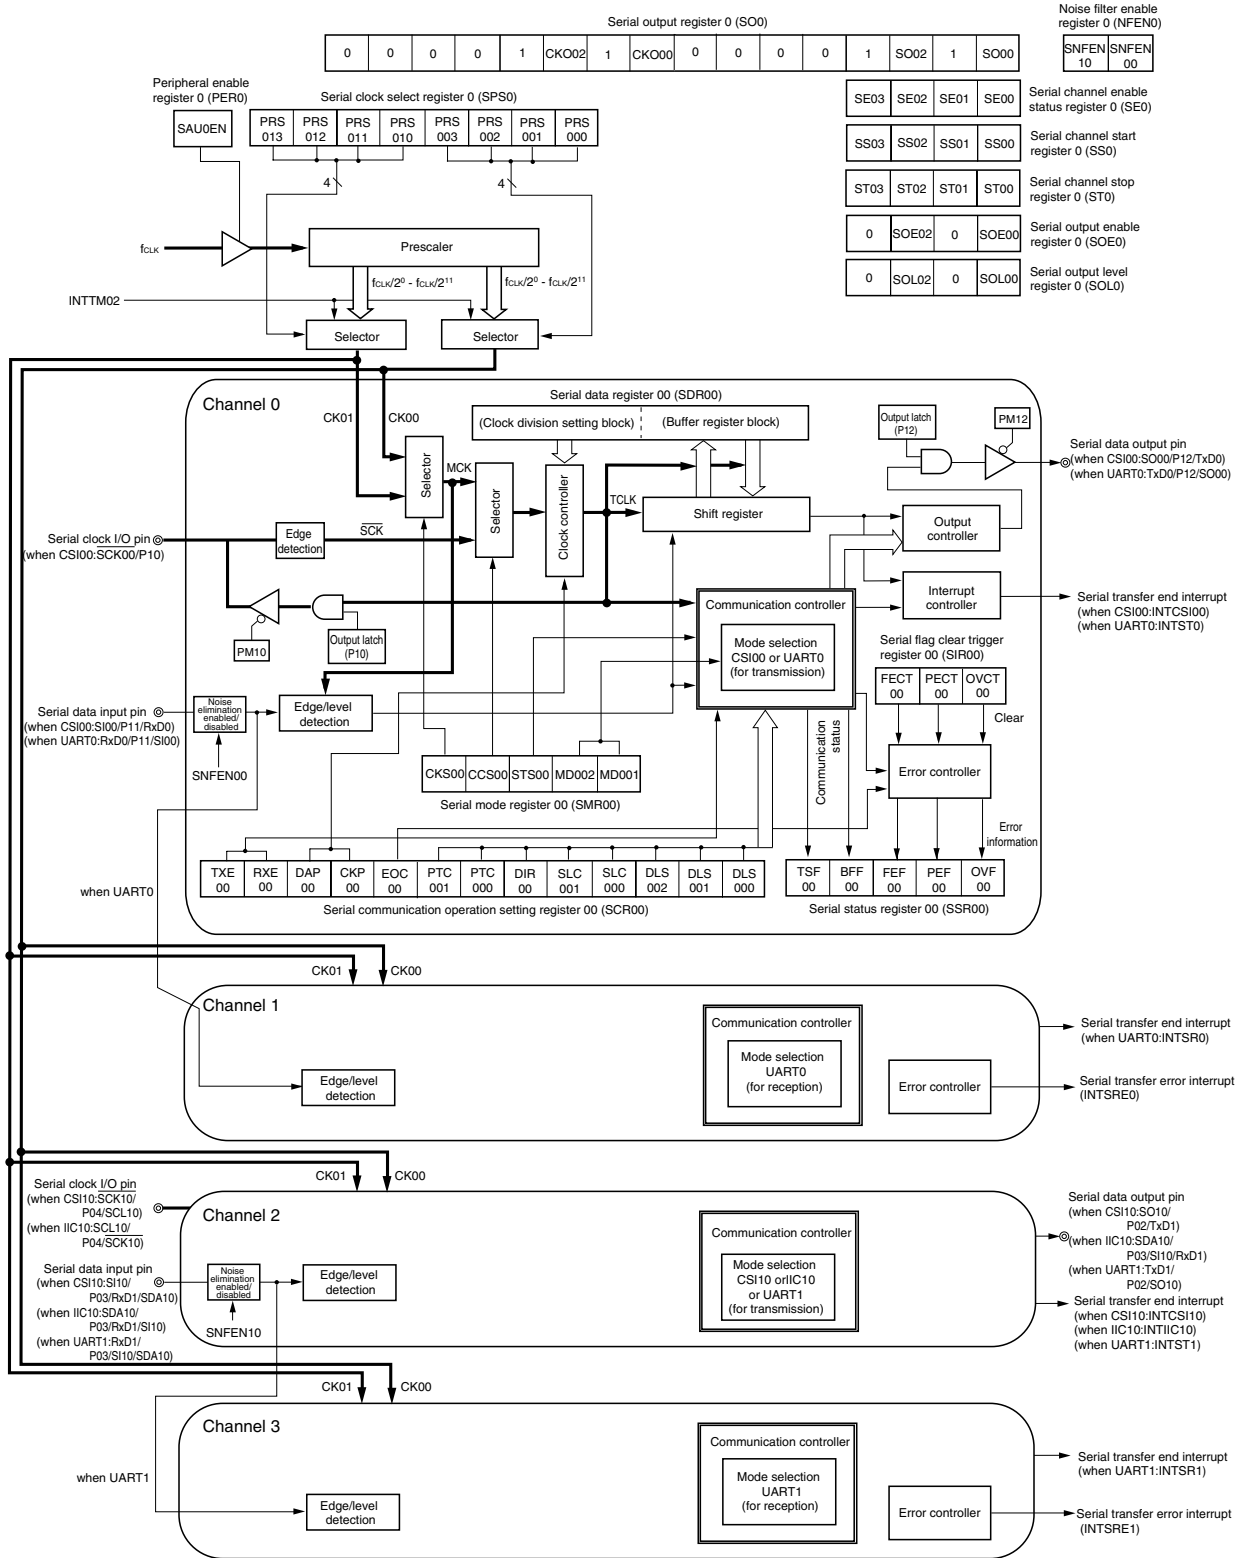 Serial output register 0 (SO0)
0 0 0 0 1 CKO02 1 CKO00 0 0 0 0 1 SO02 1 SO00
Noise filter enable
register 0 (NFEN0)
SNFEN SNFEN
10 00
Peripheral enable
register 0 (PER0)
SAU0EN
Serial clock select register 0 (SPS0)
PRS PRS PRS PRS PRS PRS PRS PRS
013 012 011 010 003 002 001 000
4
4
SE03 SE02 SE01 SE00
Serial channel enable
status register 0 (SE0)
SS03 SS02 SS01 SS00
Serial channel start
register 0 (SS0)
ST03 ST02 ST01 ST00
Serial channel stop
register 0 (ST0)
0 SOE02 0 SOE00
Serial output enable
register 0 (SOE0)
0 SOL02 0 SOL00
Serial output level
register 0 (SOL0)
fCLK
Prescaler
fCLK/2⁰ - fCLK/2¹¹
fCLK/2⁰ - fCLK/2¹¹
INTTM02
Selector
Selector
Channel 0
CK01
CK00
Serial data register 00 (SDR00)
(Clock division setting block)
(Buffer register block)
Output latch
(P12)
PM12
Serial data output pin
(when CSI00:SO00/P12/TxD0)
(when UART0:TxD0/P12/SO00)
Selector
MCK
Selector
Clock controller
TCLK
Shift register
Output
controller
Serial clock I/O pin
(when CSI00:SCK00/P10)
Edge
detection
SCK
Interrupt
controller
Serial transfer end interrupt
(when CSI00:INTCSI00)
(when UART0:INTST0)
PM10
Output latch
(P10)
Communication controller
Mode selection
CSI00 or UART0
(for transmission)
Serial flag clear trigger
register 00 (SIR00)
FECT PECT OVCT
00 00 00
Clear
Serial data input pin
(when CSI00:SI00/P11/RxD0)
(when UART0:RxD0/P11/SI00)
Noise
elimination
enabled/
disabled
SNFEN00
Edge/level
detection
CKS00 CCS00 STS00 MD002 MD001
Serial mode register 00 (SMR00)
Communication
status
Error controller
Error
information
when UART0
TXE RXE DAP CKP EOC PTC PTC DIR SLC SLC DLS DLS DLS
00 00 00 00 00 001 000 00 001 000 002 001 000
Serial communication operation setting register 00 (SCR00)
TSF BFF FEF PEF OVF
00 00 00 00 00
Serial status register 00 (SSR00)
CK01
CK00
Channel 1
Communication controller
Mode selection
UART0
(for reception)
Edge/level
detection
Error controller
Serial transfer end interrupt
(when UART0:INTSR0)
Serial transfer error interrupt
(INTSRE0)
CK01
CK00
Serial clock I/O pin
(when CSI10:SCK10/
P04/SCL10)
(when IIC10:SCL10/
P04/SCK10)
Channel 2
Serial data input pin
(when CSI10:SI10/
P03/RxD1/SDA10)
(when IIC10:SDA10/
P03/RxD1/SI10)
(when UART1:RxD1/
P03/SI10/SDA10)
Noise
elimination
enabled/
disabled
SNFEN10
Edge/level
detection
Communication controller
Mode selection
CSI10 orIIC10
or UART1
(for transmission)
Serial data output pin
(when CSI10:SO10/
P02/TxD1)
(when IIC10:SDA10/
P03/SI10/RxD1)
(when UART1:TxD1/
P02/SO10)
Serial transfer end interrupt
(when CSI10:INTCSI10)
(when IIC10:INTIIC10)
(when UART1:INTST1)
CK01
CK00
Channel 3
when UART1
Edge/level
detection
Communication controller
Mode selection
UART1
(for reception)
Error controller
Serial transfer end interrupt
(when UART1:INTSR1)
Serial transfer error interrupt
(INTSRE1)